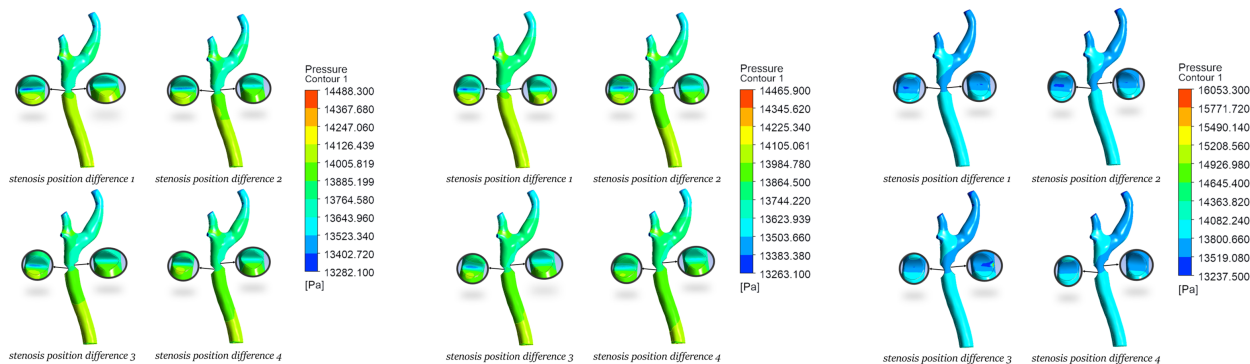 stenosis position difference 1
stenosis position difference 2
stenosis position difference 3
stenosis position difference 4
Pressure
Contour 1
14488.300
14367.680
14247.060
14126.439
14005.819
13885.199
13764.580
13643.960
13523.340
13402.720
13282.100
[Pa]
stenosis position difference 1
stenosis position difference 2
stenosis position difference 3
stenosis position difference 4
Pressure
Contour 1
14465.900
14345.620
14225.340
14105.061
13984.780
13864.500
13744.220
13623.939
13503.660
13383.380
13263.100
[Pa]
stenosis position difference 1
stenosis position difference 2
stenosis position difference 3
stenosis position difference 4
Pressure
Contour 1
16053.300
15771.720
15490.140
15208.560
14926.980
14645.400
14363.820
14082.240
13800.660
13519.080
13237.500
[Pa]